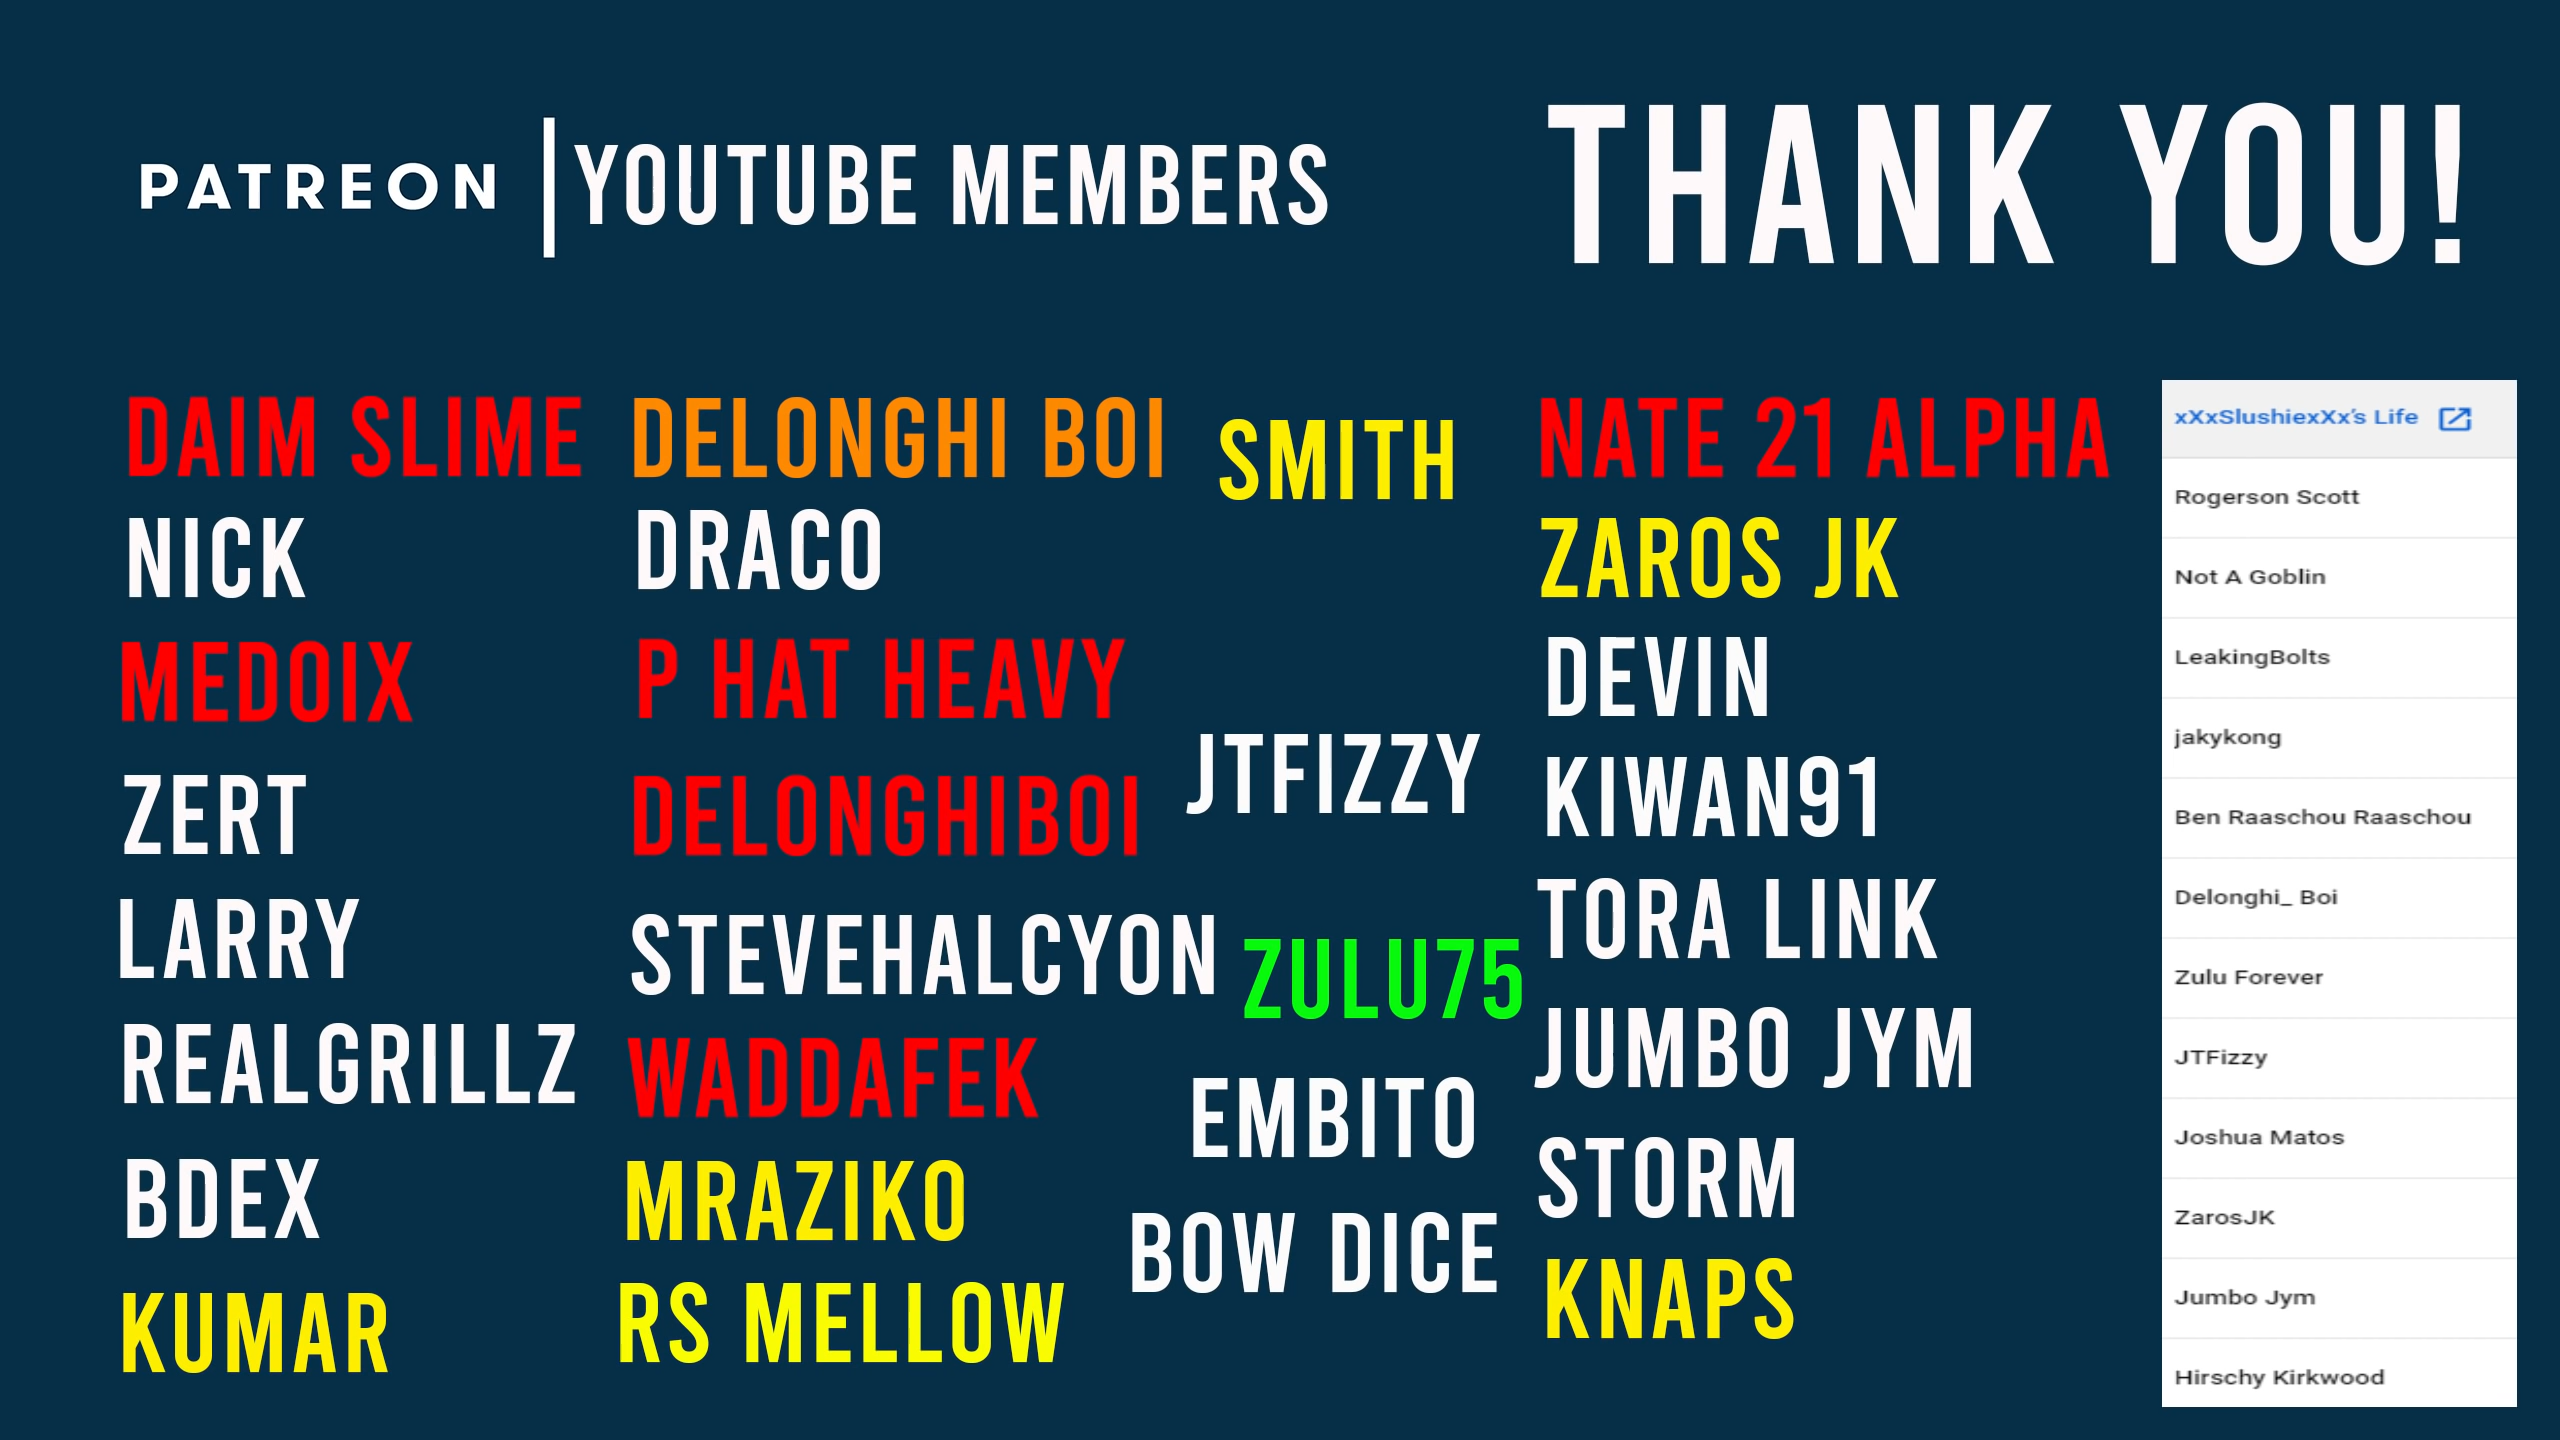 PATREON
YOUTUBE MEMBERS
THANK YOU!
DAIM SLIME
NICK
MEDOIX
ZERT
LARRY
REALGRILLZ
BDEX
KUMAR
DELONGHI BOI
DRACO
P HAT HEAVY
DELONGHIBOI
STEVEHALCYON
WADDAFEK
MRAZIKO
RS MELLOW
SMITH
JTFIZZY
ZULU75
EMBITO
BOW DICE
NATE 21 ALPHA
ZAROS JK
DEVIN
KIWAN91
TORA LINK
JUMBO JYM
STORM
KNAPS
xXxSlushiexXx's Life
Rogerson Scott
Not A Goblin
LeakingBolts
jakykong
Ben Raaschou Raaschou
Delonghi_ Boi
Zulu Forever
JTFizzy
Joshua Matos
ZarosJK
Jumbo Jym
Hirschy Kirkwood